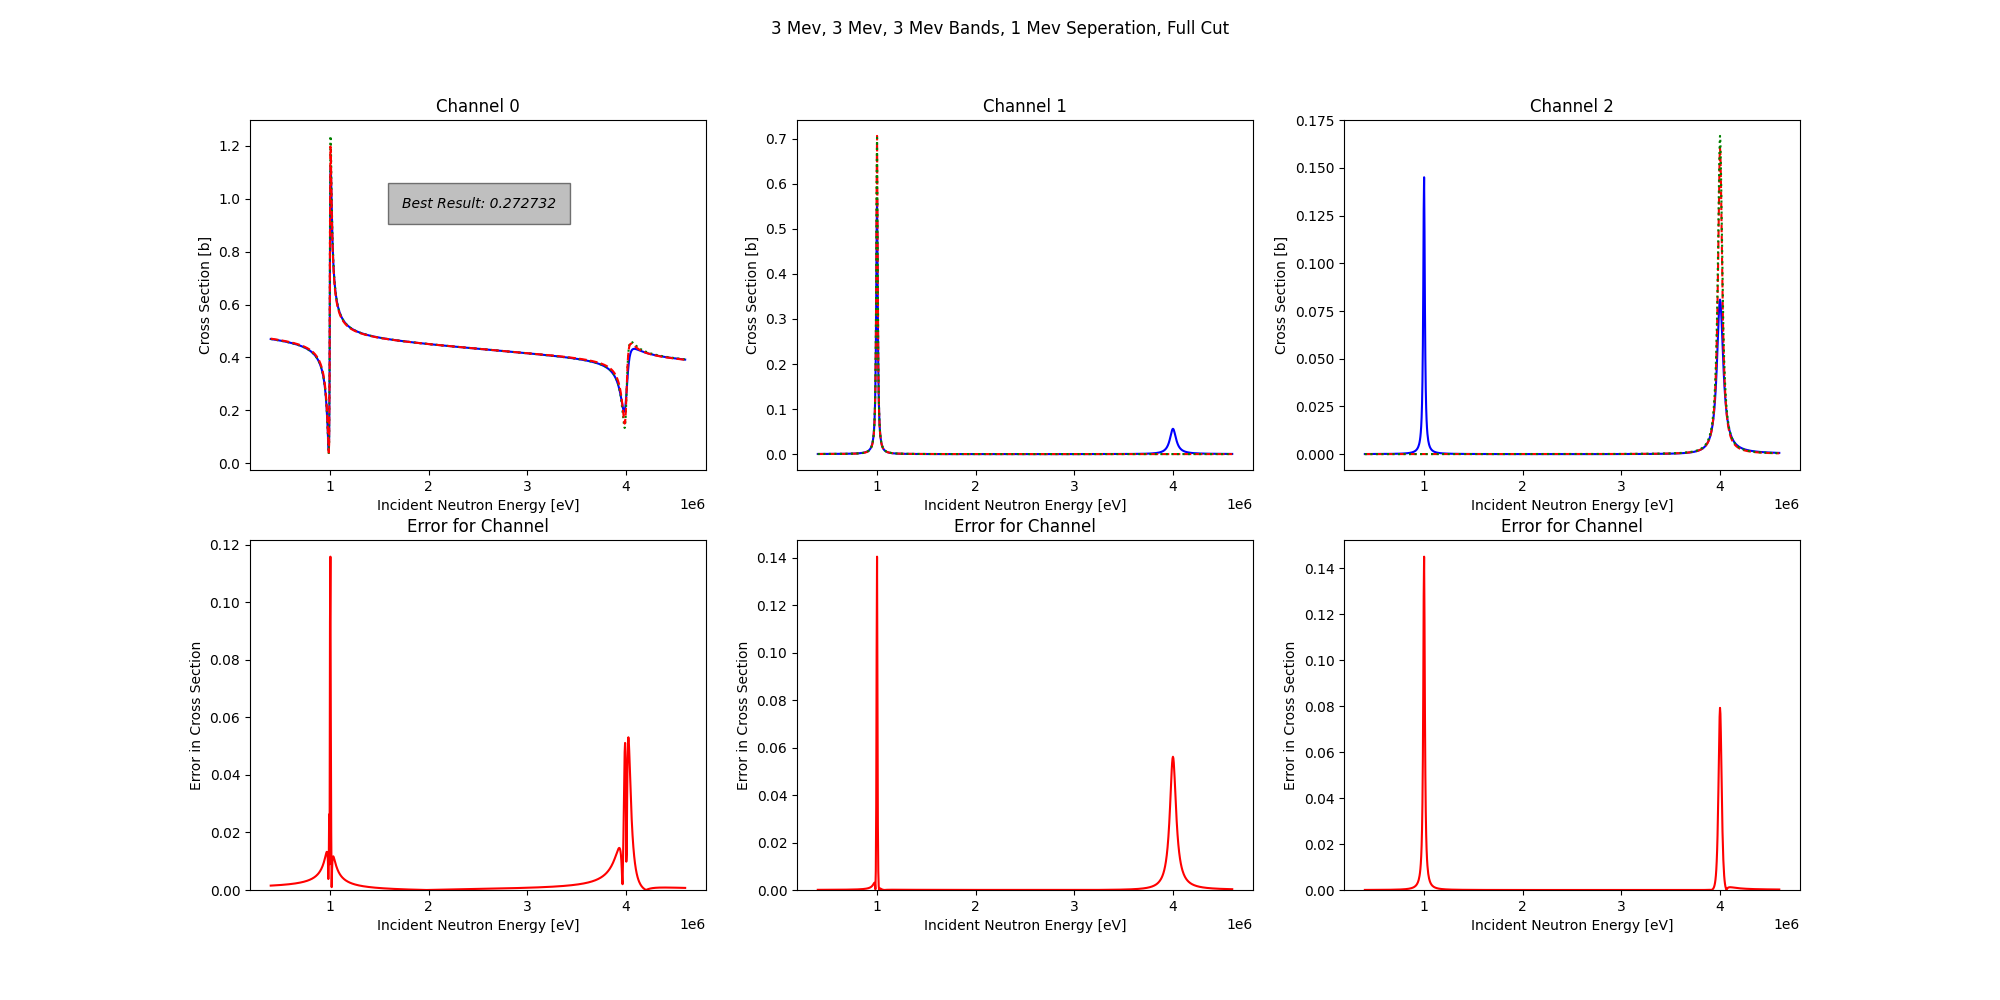 3 Mev, 3 Mev, 3 Mev Bands, 1 Mev Seperation, Full Cut
Channel 0
Cross Section [b]
1.2
1.0
0.8
0.6
0.4
0.2
0.0
Best Result: 0.272732
1 2 3 4
1e6
Incident Neutron Energy [eV]
Channel 1
Cross Section [b]
0.7
0.6
0.5
0.4
0.3
0.2
0.1
0.0
1 2 3 4
1e6
Incident Neutron Energy [eV]
Channel 2
Cross Section [b]
0.175
0.150
0.125
0.100
0.075
0.050
0.025
0.000
1 2 3 4
1e6
Incident Neutron Energy [eV]
Error for Channel
Error in Cross Section
0.12
0.10
0.08
0.06
0.04
0.02
0.00
1 2 3 4
1e6
Incident Neutron Energy [eV]
Error for Channel
Error in Cross Section
0.14
0.12
0.10
0.08
0.06
0.04
0.02
0.00
1 2 3 4
1e6
Incident Neutron Energy [eV]
Error for Channel
Error in Cross Section
0.14
0.12
0.10
0.08
0.06
0.04
0.02
0.00
1 2 3 4
1e6
Incident Neutron Energy [eV]